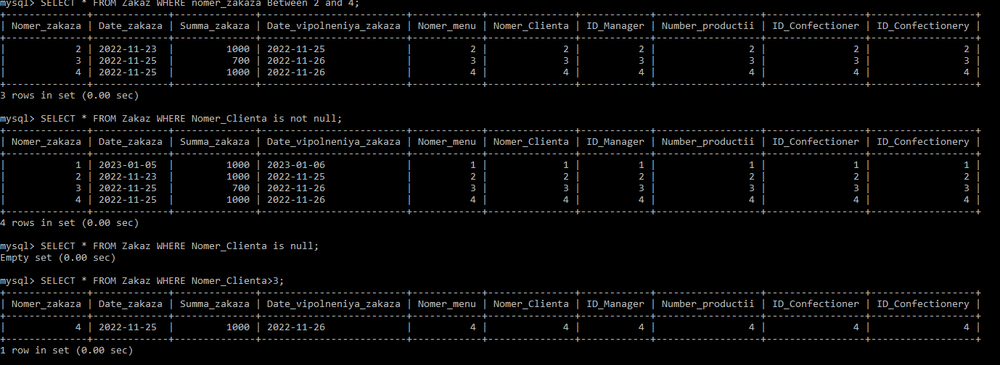 mysql> SELECT * FROM Zakaz WHERE nomer_zakaza Between 2 and 4;
+--------------+-------------+--------------+-------------------------+------------+---------------+------------+------------------+-----------------+------------------+
| Nomer_zakaza | Date_zakaza | Summa_zakaza | Date_vipolneniya_zakaza | Nomer_menu | Nomer_Clienta | ID_Manager | Number_productii | ID_Confectioner | ID_Confectionery |
+--------------+-------------+--------------+-------------------------+------------+---------------+------------+------------------+-----------------+------------------+
|            2 | 2022-11-23  |         1000 | 2022-11-25              |          2 |             2 |          2 |                2 |               2 |                2 |
|            3 | 2022-11-25  |          700 | 2022-11-26              |          3 |             3 |          3 |                3 |               3 |                3 |
|            4 | 2022-11-25  |         1000 | 2022-11-26              |          4 |             4 |          4 |                4 |               4 |                4 |
+--------------+-------------+--------------+-------------------------+------------+---------------+------------+------------------+-----------------+------------------+
3 rows in set (0.00 sec)
mysql> SELECT * FROM Zakaz WHERE Nomer_Clienta is not null;
+--------------+-------------+--------------+-------------------------+------------+---------------+------------+------------------+-----------------+------------------+
| Nomer_zakaza | Date_zakaza | Summa_zakaza | Date_vipolneniya_zakaza | Nomer_menu | Nomer_Clienta | ID_Manager | Number_productii | ID_Confectioner | ID_Confectionery |
+--------------+-------------+--------------+-------------------------+------------+---------------+------------+------------------+-----------------+------------------+
|            1 | 2023-01-05  |         1000 | 2023-01-06              |          1 |             1 |          1 |                1 |               1 |                1 |
|            2 | 2022-11-23  |         1000 | 2022-11-25              |          2 |             2 |          2 |                2 |               2 |                2 |
|            3 | 2022-11-25  |          700 | 2022-11-26              |          3 |             3 |          3 |                3 |               3 |                3 |
|            4 | 2022-11-25  |         1000 | 2022-11-26              |          4 |             4 |          4 |                4 |               4 |                4 |
+--------------+-------------+--------------+-------------------------+------------+---------------+------------+------------------+-----------------+------------------+
4 rows in set (0.00 sec)
mysql> SELECT * FROM Zakaz WHERE Nomer_Clienta is null;
Empty set (0.00 sec)
mysql> SELECT * FROM Zakaz WHERE Nomer_Clienta>3;
+--------------+-------------+--------------+-------------------------+------------+---------------+------------+------------------+-----------------+------------------+
| Nomer_zakaza | Date_zakaza | Summa_zakaza | Date_vipolneniya_zakaza | Nomer_menu | Nomer_Clienta | ID_Manager | Number_productii | ID_Confectioner | ID_Confectionery |
+--------------+-------------+--------------+-------------------------+------------+---------------+------------+------------------+-----------------+------------------+
|            4 | 2022-11-25  |         1000 | 2022-11-26              |          4 |             4 |          4 |                4 |               4 |                4 |
+--------------+-------------+--------------+-------------------------+------------+---------------+------------+------------------+-----------------+------------------+
1 row in set (0.00 sec)